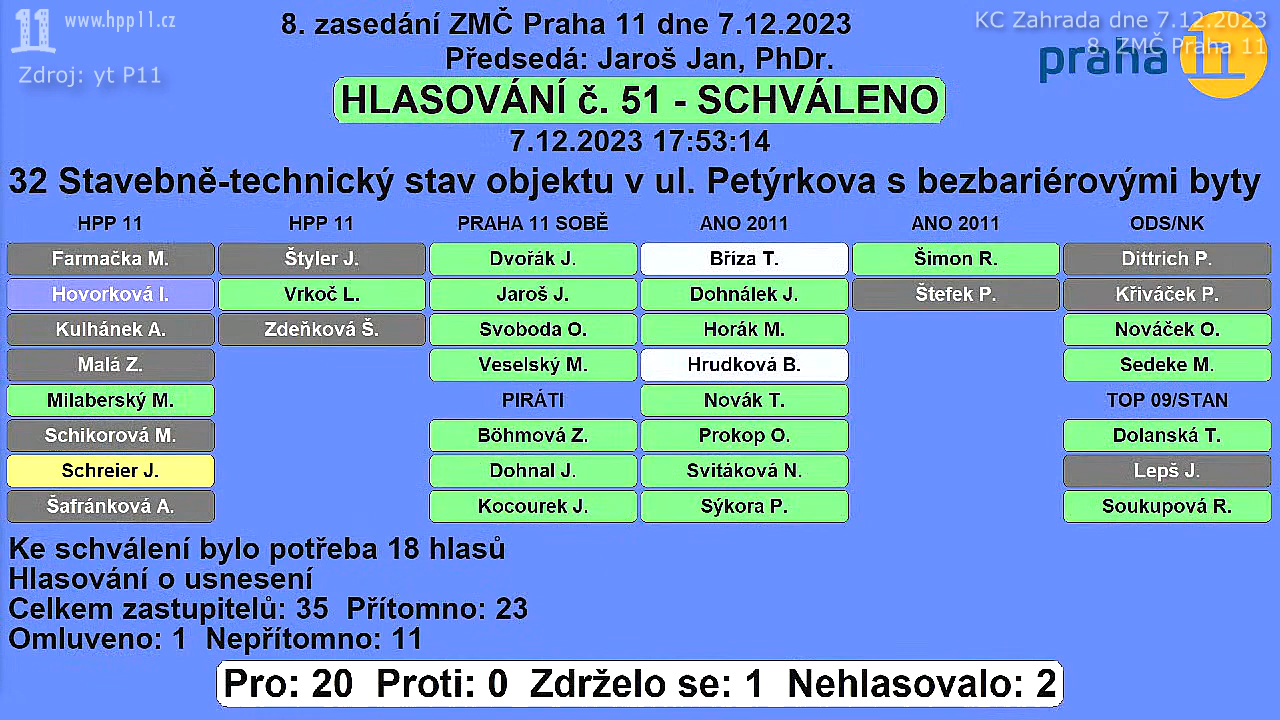 www.hpp11.cz
Zdroj: yt P11
8. zasedání ZMČ Praha 11 dne 7.12.2023
KC Zahrada dne 7.12.2023
8. ZMČ Praha 11
praha 11
Předsedá: Jaroš Jan, PhDr.
HLASOVÁNÍ č. 51 - SCHVÁLENO
7.12.2023 17:53:14
32 Stavebně-technický stav objektu v ul. Petýrkova s bezbariérovými byty
HPP 11 HPP 11 PRAHA 11 SOBĚ ANO 2011 ANO 2011 ODS/NK
Farmačka M. Štyler J. Dvořák J. Bříza T. Šimon R. Dittrich P.
Hovorková I. Vrkoč L. Jaroš J. Dohnálek J. Štefek P. Křiváček P.
Kulhánek A. Zdeňková Š. Svoboda O. Horák M. Nováček O.
Malá Z. Veselský M. Hrudková B. Sedeke M.
Milaberský M. PIRÁTI Novák T. TOP 09/STAN
Schikorová M. Böhmová Z. Prokop O. Dolanská T.
Schreier J. Dohnal J. Svitáková N. Lepš J.
Šafránková A. Kocourek J. Sýkora P. Soukupová R.
Ke schválení bylo potřeba 18 hlasů
Hlasování o usnesení
Celkem zastupitelů: 35 Přítomno: 23
Omluveno: 1 Nepřítomno: 11
Pro: 20 Proti: 0 Zdrželo se: 1 Nehlasovalo: 2